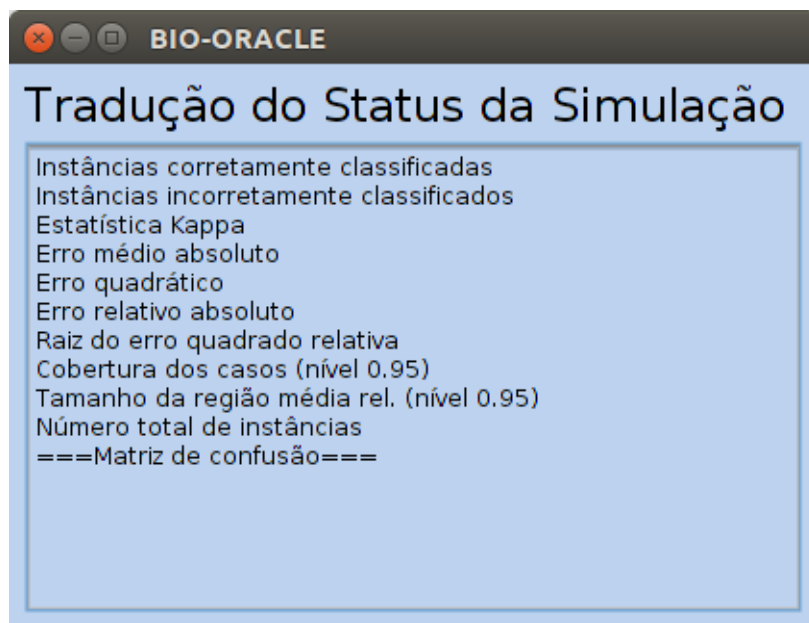 BIO-ORACLE
Tradução do Status da Simulação
Instâncias corretamente classificadas
Instâncias incorretamente classificados
Estatística Kappa
Erro médio absoluto
Erro quadrático
Erro relativo absoluto
Raiz do erro quadrado relativa
Cobertura dos casos (nível 0.95)
Tamanho da região média rel. (nível 0.95)
Número total de instâncias
===Matriz de confusão===